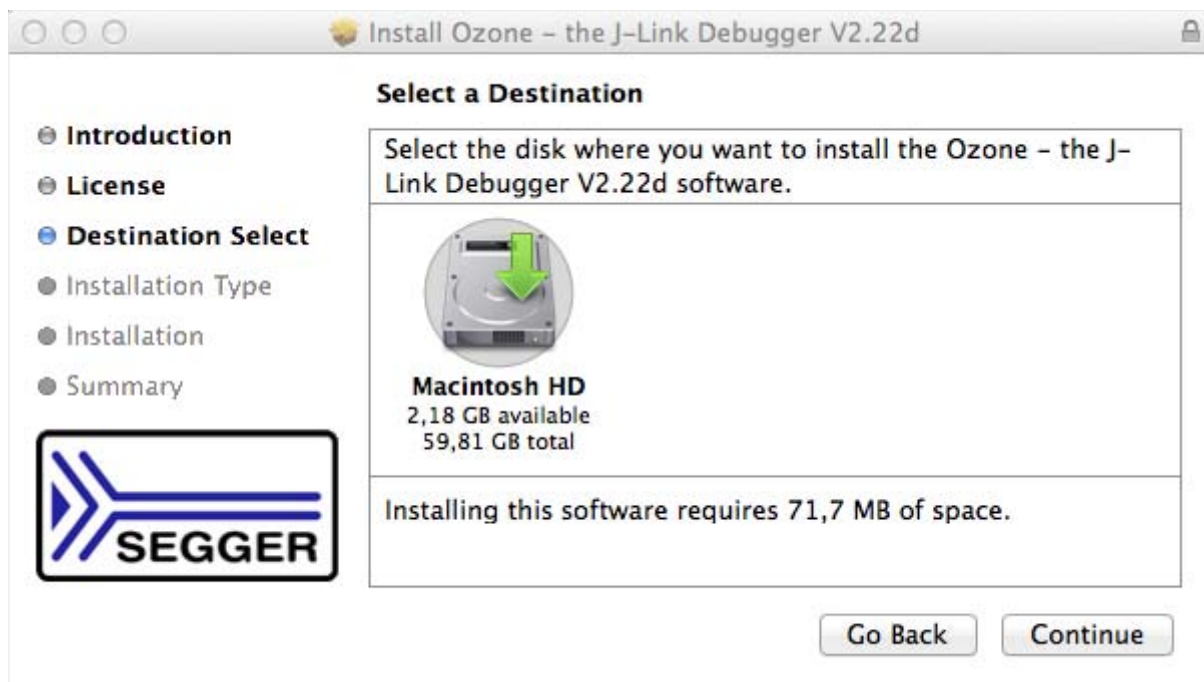 Install Ozone – the J–Link Debugger V2.22d
Select a Destination
Introduction
License
Destination Select
Installation Type
Installation
Summary
SEGGER
Select the disk where you want to install the Ozone – the J–
Link Debugger V2.22d software.
Macintosh HD
2,18 GB available
59,81 GB total
Installing this software requires 71,7 MB of space.
Go Back
Continue